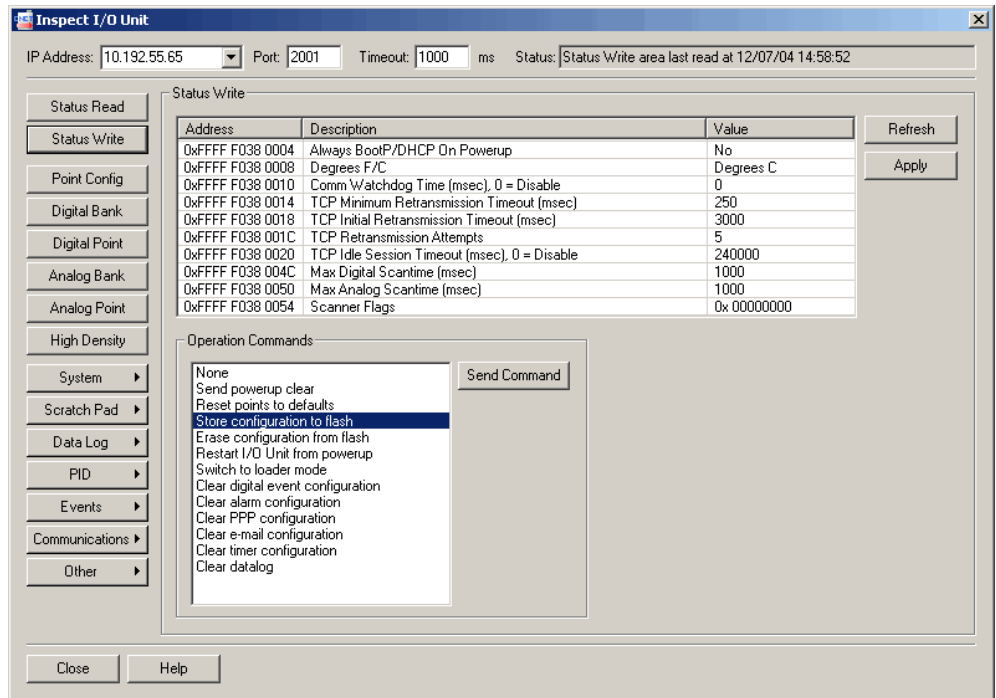 Inspect I/O Unit
IP Address: 10.192.55.65 Port: 2001 Timeout: 1000 ms Status: Status Write area last read at 12/07/04 14:58:52
Status Read
Status Write
Point Config
Digital Bank
Digital Point
Analog Bank
Analog Point
High Density
System
Scratch Pad
Data Log
PID
Events
Communications
Other
Status Write
Address Description Value
0xFFFF F038 0004 Always BootP/DHCP On Powerup No
0xFFFF F038 0008 Degrees F/C Degrees C
0xFFFF F038 0010 Comm Watchdog Time (msec), 0 = Disable 0
0xFFFF F038 0014 TCP Minimum Retransmission Timeout (msec) 250
0xFFFF F038 0018 TCP Initial Retransmission Timeout (msec) 3000
0xFFFF F038 001C TCP Retransmission Attempts 5
0xFFFF F038 0020 TCP Idle Session Timeout (msec), 0 = Disable 240000
0xFFFF F038 004C Max Digital Scantime (msec) 1000
0xFFFF F038 0050 Max Analog Scantime (msec) 1000
0xFFFF F038 0054 Scanner Flags 0x 00000000
Refresh
Apply
Operation Commands
None
Send powerup clear
Reset points to defaults
Store configuration to flash
Erase configuration from flash
Restart I/O Unit from powerup
Switch to loader mode
Clear digital event configuration
Clear alarm configuration
Clear PPP configuration
Clear e-mail configuration
Clear timer configuration
Clear datalog
Send Command
Close Help